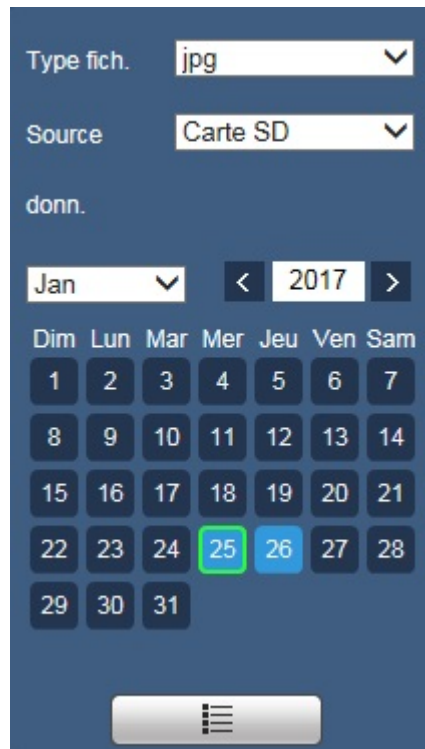 Type fich. jpg
Source Carte SD
donn.
Jan < 2017 >
Dim Lun Mar Mer Jeu Ven Sam
1 2 3 4 5 6 7
8 9 10 11 12 13 14
15 16 17 18 19 20 21
22 23 24 25 26 27 28
29 30 31